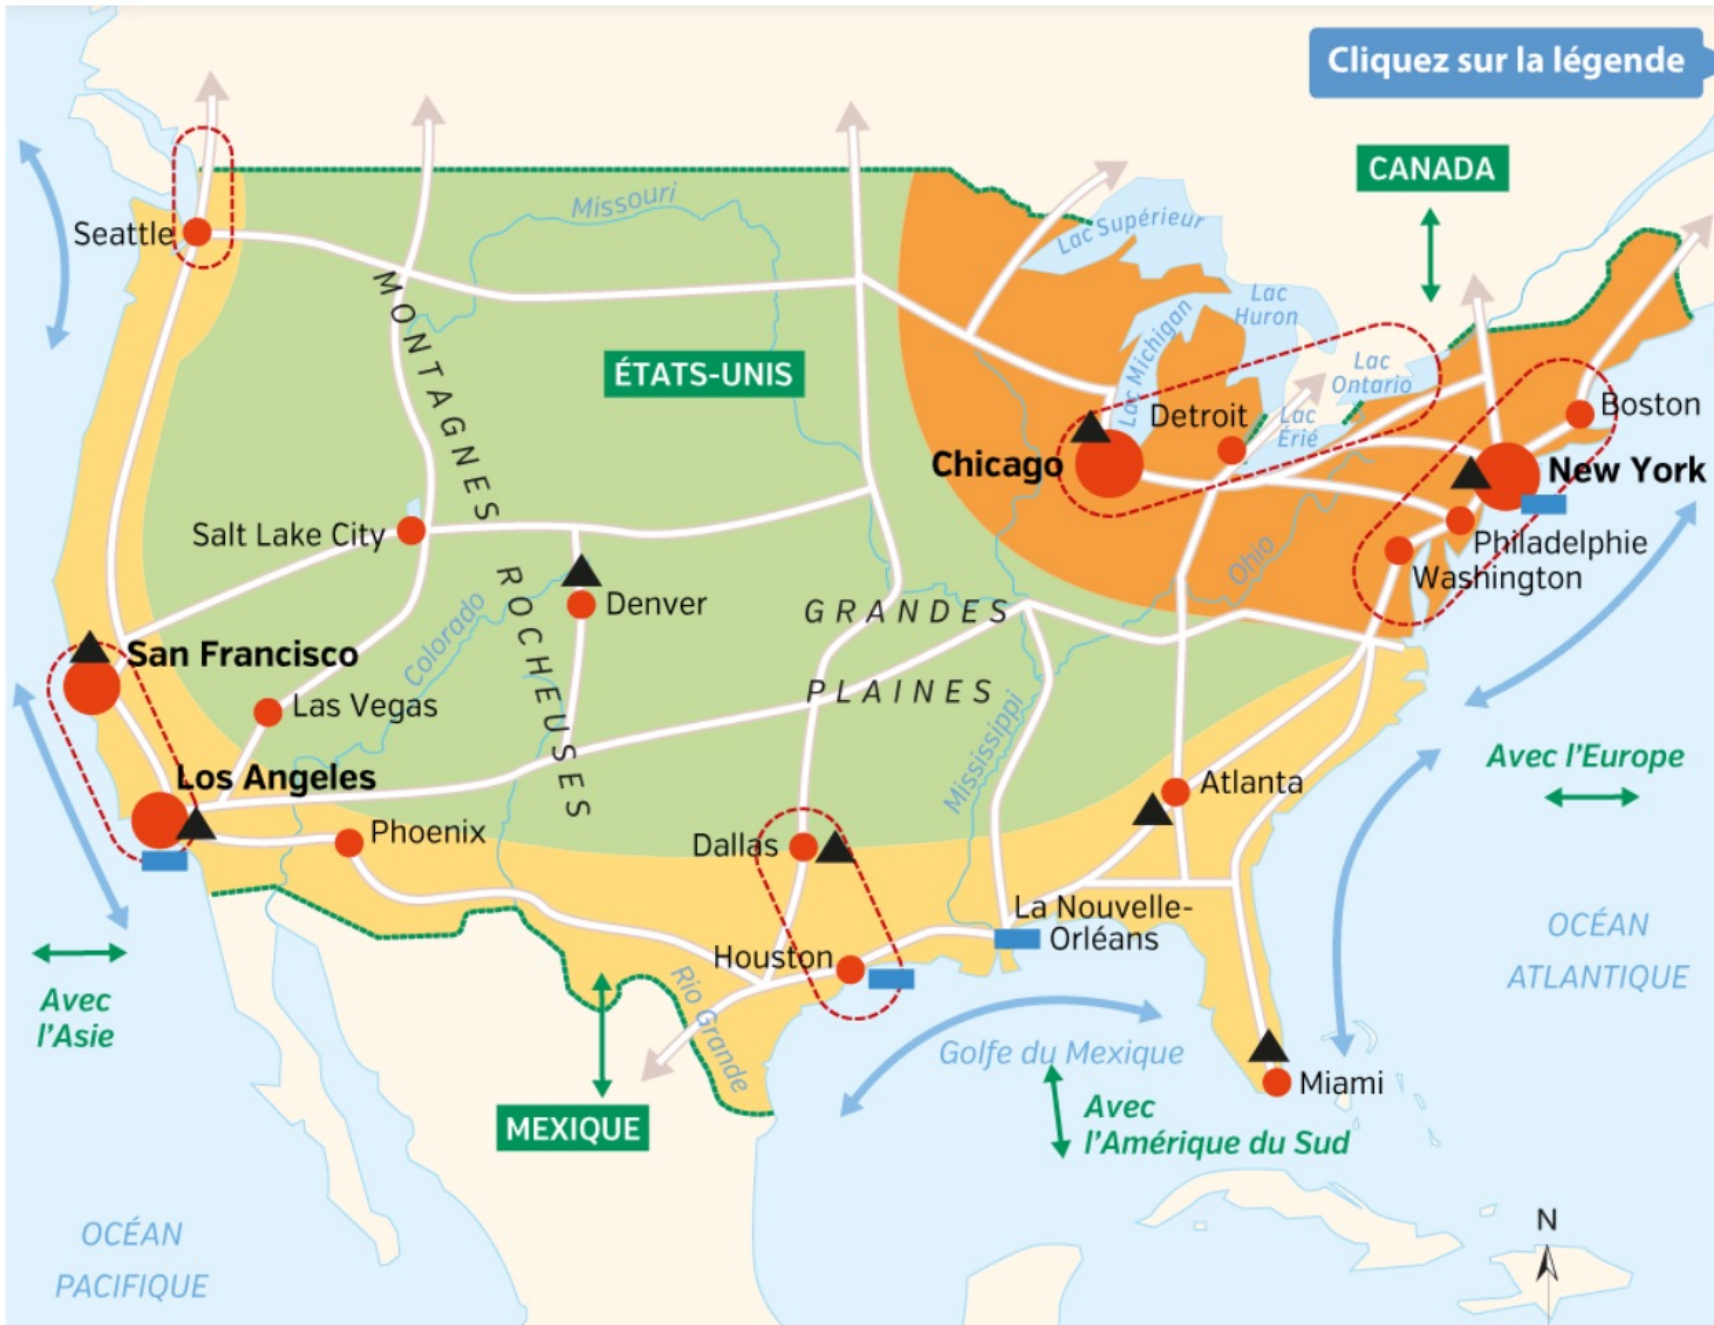 Cliquez sur la légende
CANADA
Missouri
Lac Supérieur
Seattle
MONTAGNES ROCHEUSES
Lac
Huron
Lac Michigan
ÉTATS-UNIS
Lac
Ontario
Detroit
Lac
Érié
Boston
Chicago
New York
Salt Lake City
Philadelphie
Washington
Ohio
Denver
GRANDES
PLAINES
Colorado
San Francisco
Las Vegas
Mississippi
Los Angeles
Avec l'Europe
Atlanta
Phoenix
Dallas
La Nouvelle-
Orléans
Houston
OCÉAN
ATLANTIQUE
Avec
l'Asie
Rio Grande
Golfe du Mexique
Miami
MEXIQUE
Avec
l'Amérique du Sud
OCÉAN
PACIFIQUE
N